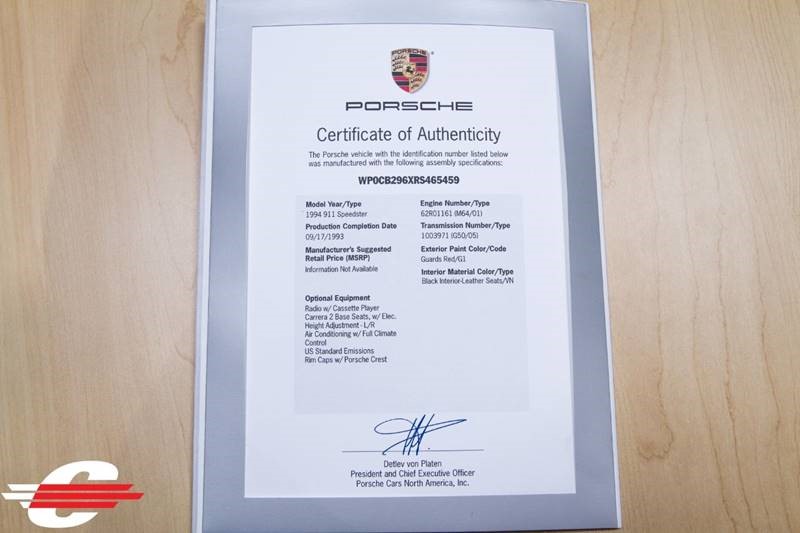 PORSCHE
PORSCHE
Certificate of Authenticity
The Porsche vehicle with the identification number listed below
was manufactured with the following assembly specifications:
WP0CB296XRS465459
Model Year/Type
1994 911 Speedster
Production Completion Date
09/17/1993
Manufacturer's Suggested
Retail Price (MSRP)
Information Not Available
Engine Number/Type
62R01161 (M64/01)
Transmission Number/Type
1003971 (G50/05)
Exterior Paint Color/Code
Guards Red/G1
Interior Material Color/Type
Black Interior-Leather Seats/VN
Optional Equipment
Radio w/ Cassette Player
Carrera 2 Base Seats, w/ Elec.
Height Adjustment - L/R
Air Conditioning w/ Full Climate
Control
US Standard Emissions
Rim Caps w/ Porsche Crest
Detlev von Platen
President and Chief Executive Officer
Porsche Cars North America, Inc.
C